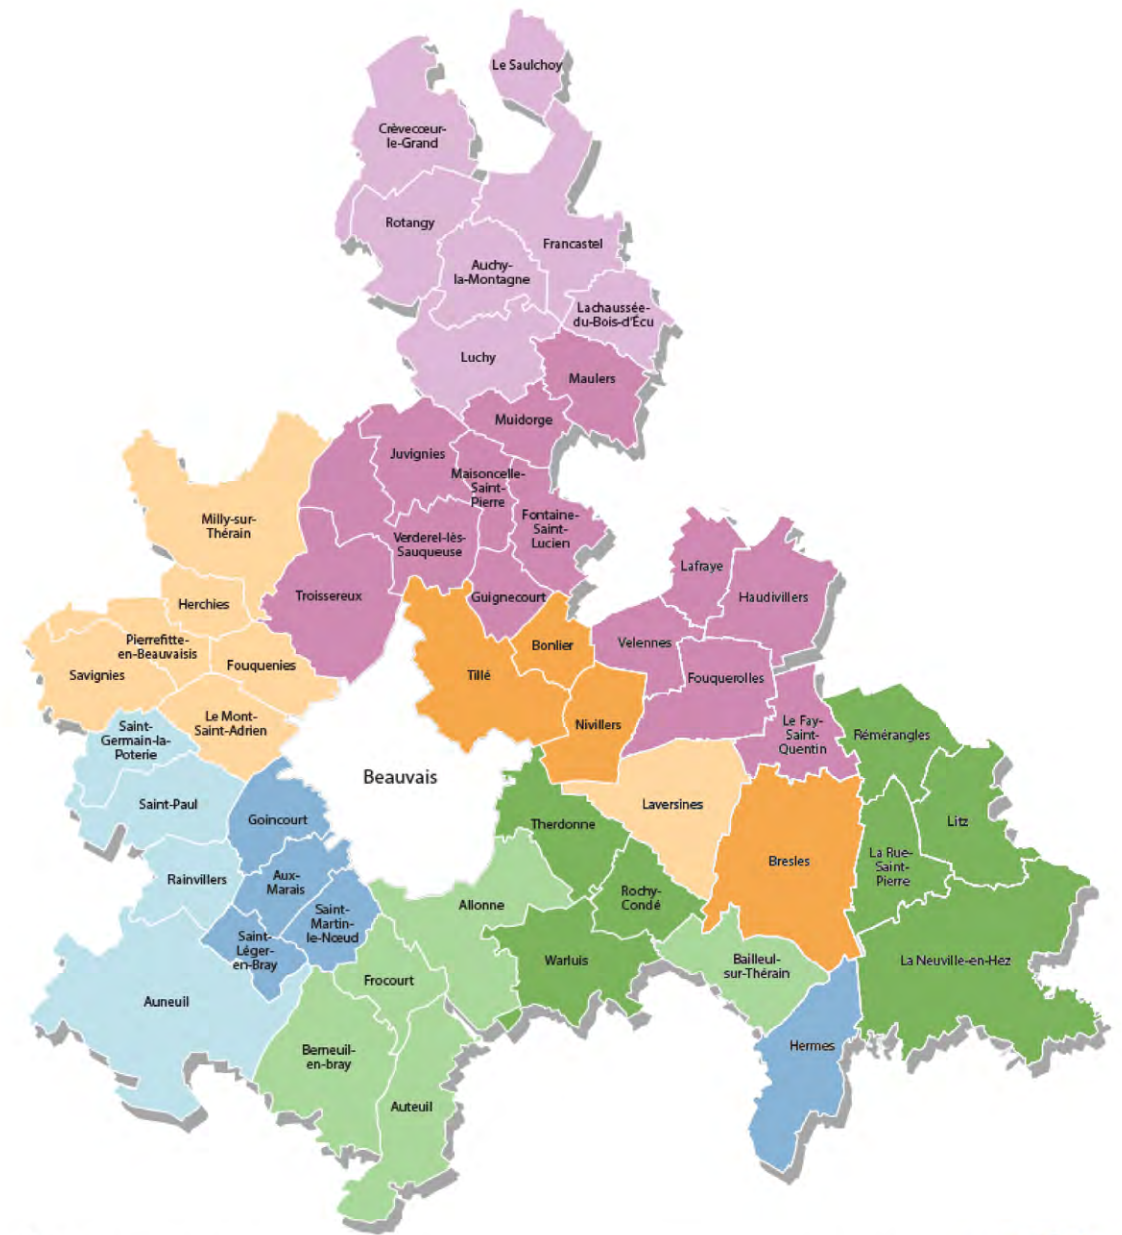 Le Saulchoy
Crèvecœur-
le-Grand
Rotangy
Francastel
Auchy-
la-Montagne
Lachaussée-
du-Bois-d'Écu
Luchy
Maulers
Muidorge
Juvignies
Maisoncelle-
Saint-
Pierre
Fontaine-
Saint-
Lucien
Milly-sur-
Thérain
Verderel-lès-
Sauqueuse
Lafraye
Haudivillers
Herchies
Troissereux
Guignecourt
Pierrefitte-
en-Beauvaisis
Savignies
Fouquenies
Bonlier
Velennes
Tillé
Fouquerolles
Le Mont-
Saint-Adrien
Nivillers
Le Fay-
Saint-
Quentin
Rémérangles
Saint-
Germain-la-
Poterie
Beauvais
Saint-Paul
Goincourt
Laversines
Therdonne
Litz
Bresles
La Rue-
Saint-
Pierre
Rainvillers
Aux-
Marais
Rochy-
Condé
Allonne
Saint-
Martin-
le-Nœud
Saint-
Léger-
en-Bray
Warluis
Bailleul-
sur-Thérain
La Neuville-en-Hez
Frocourt
Auneuil
Hermes
Berneuil-
en-bray
Auteuil